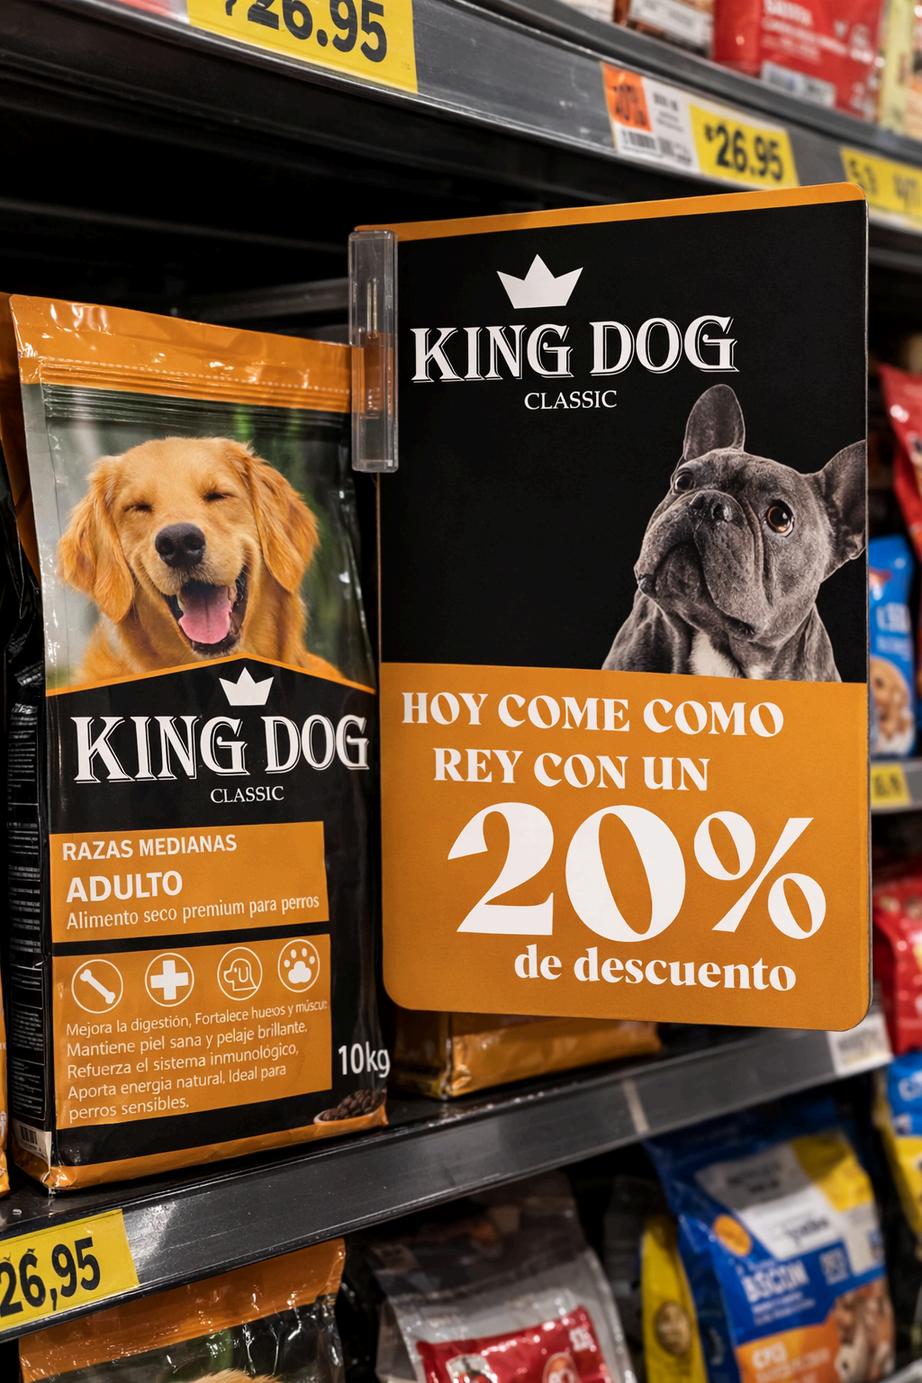 26.95
$26.95
KING DOG
CLASSIC
HOY COME COMO
REY CON UN
20%
de descuento
KING DOG
CLASSIC
RAZAS MEDIANAS
ADULTO
Alimento seco premium para perros
Mejora la digestión, Fortalece huesos y múscu:
Mantiene piel sana y pelaje brillante.
Refuerza el sistema inmunológico,
Aporta energia natural, Ideal para
perros sensibles.
10kg
26,95